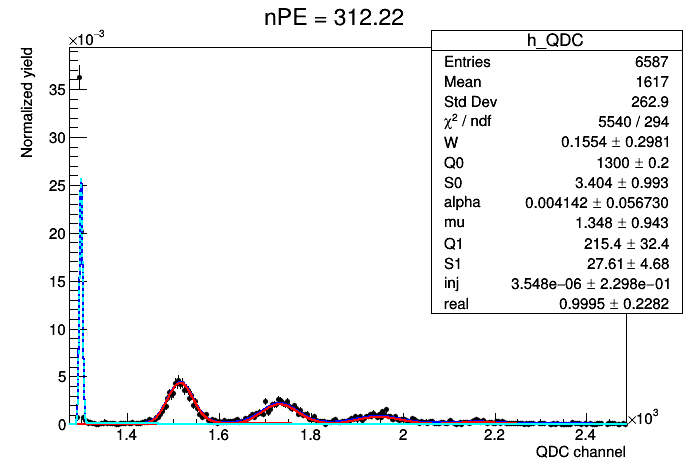 nPE = 312.22
×10⁻³
h_QDC
Entries 6587
Mean 1617
Std Dev 262.9
χ² / ndf 5540 / 294
W 0.1554 ± 0.2981
Q0 1300 ± 0.2
S0 3.404 ± 0.993
alpha 0.004142 ± 0.056730
mu 1.348 ± 0.943
Q1 215.4 ± 32.4
S1 27.61 ± 4.68
inj 3.548e−06 ± 2.298e−01
real 0.9995 ± 0.2282
Normalized yield
35
30
25
20
15
10
5
0
1.4 1.6 1.8 2 2.2 2.4
×10³
QDC channel